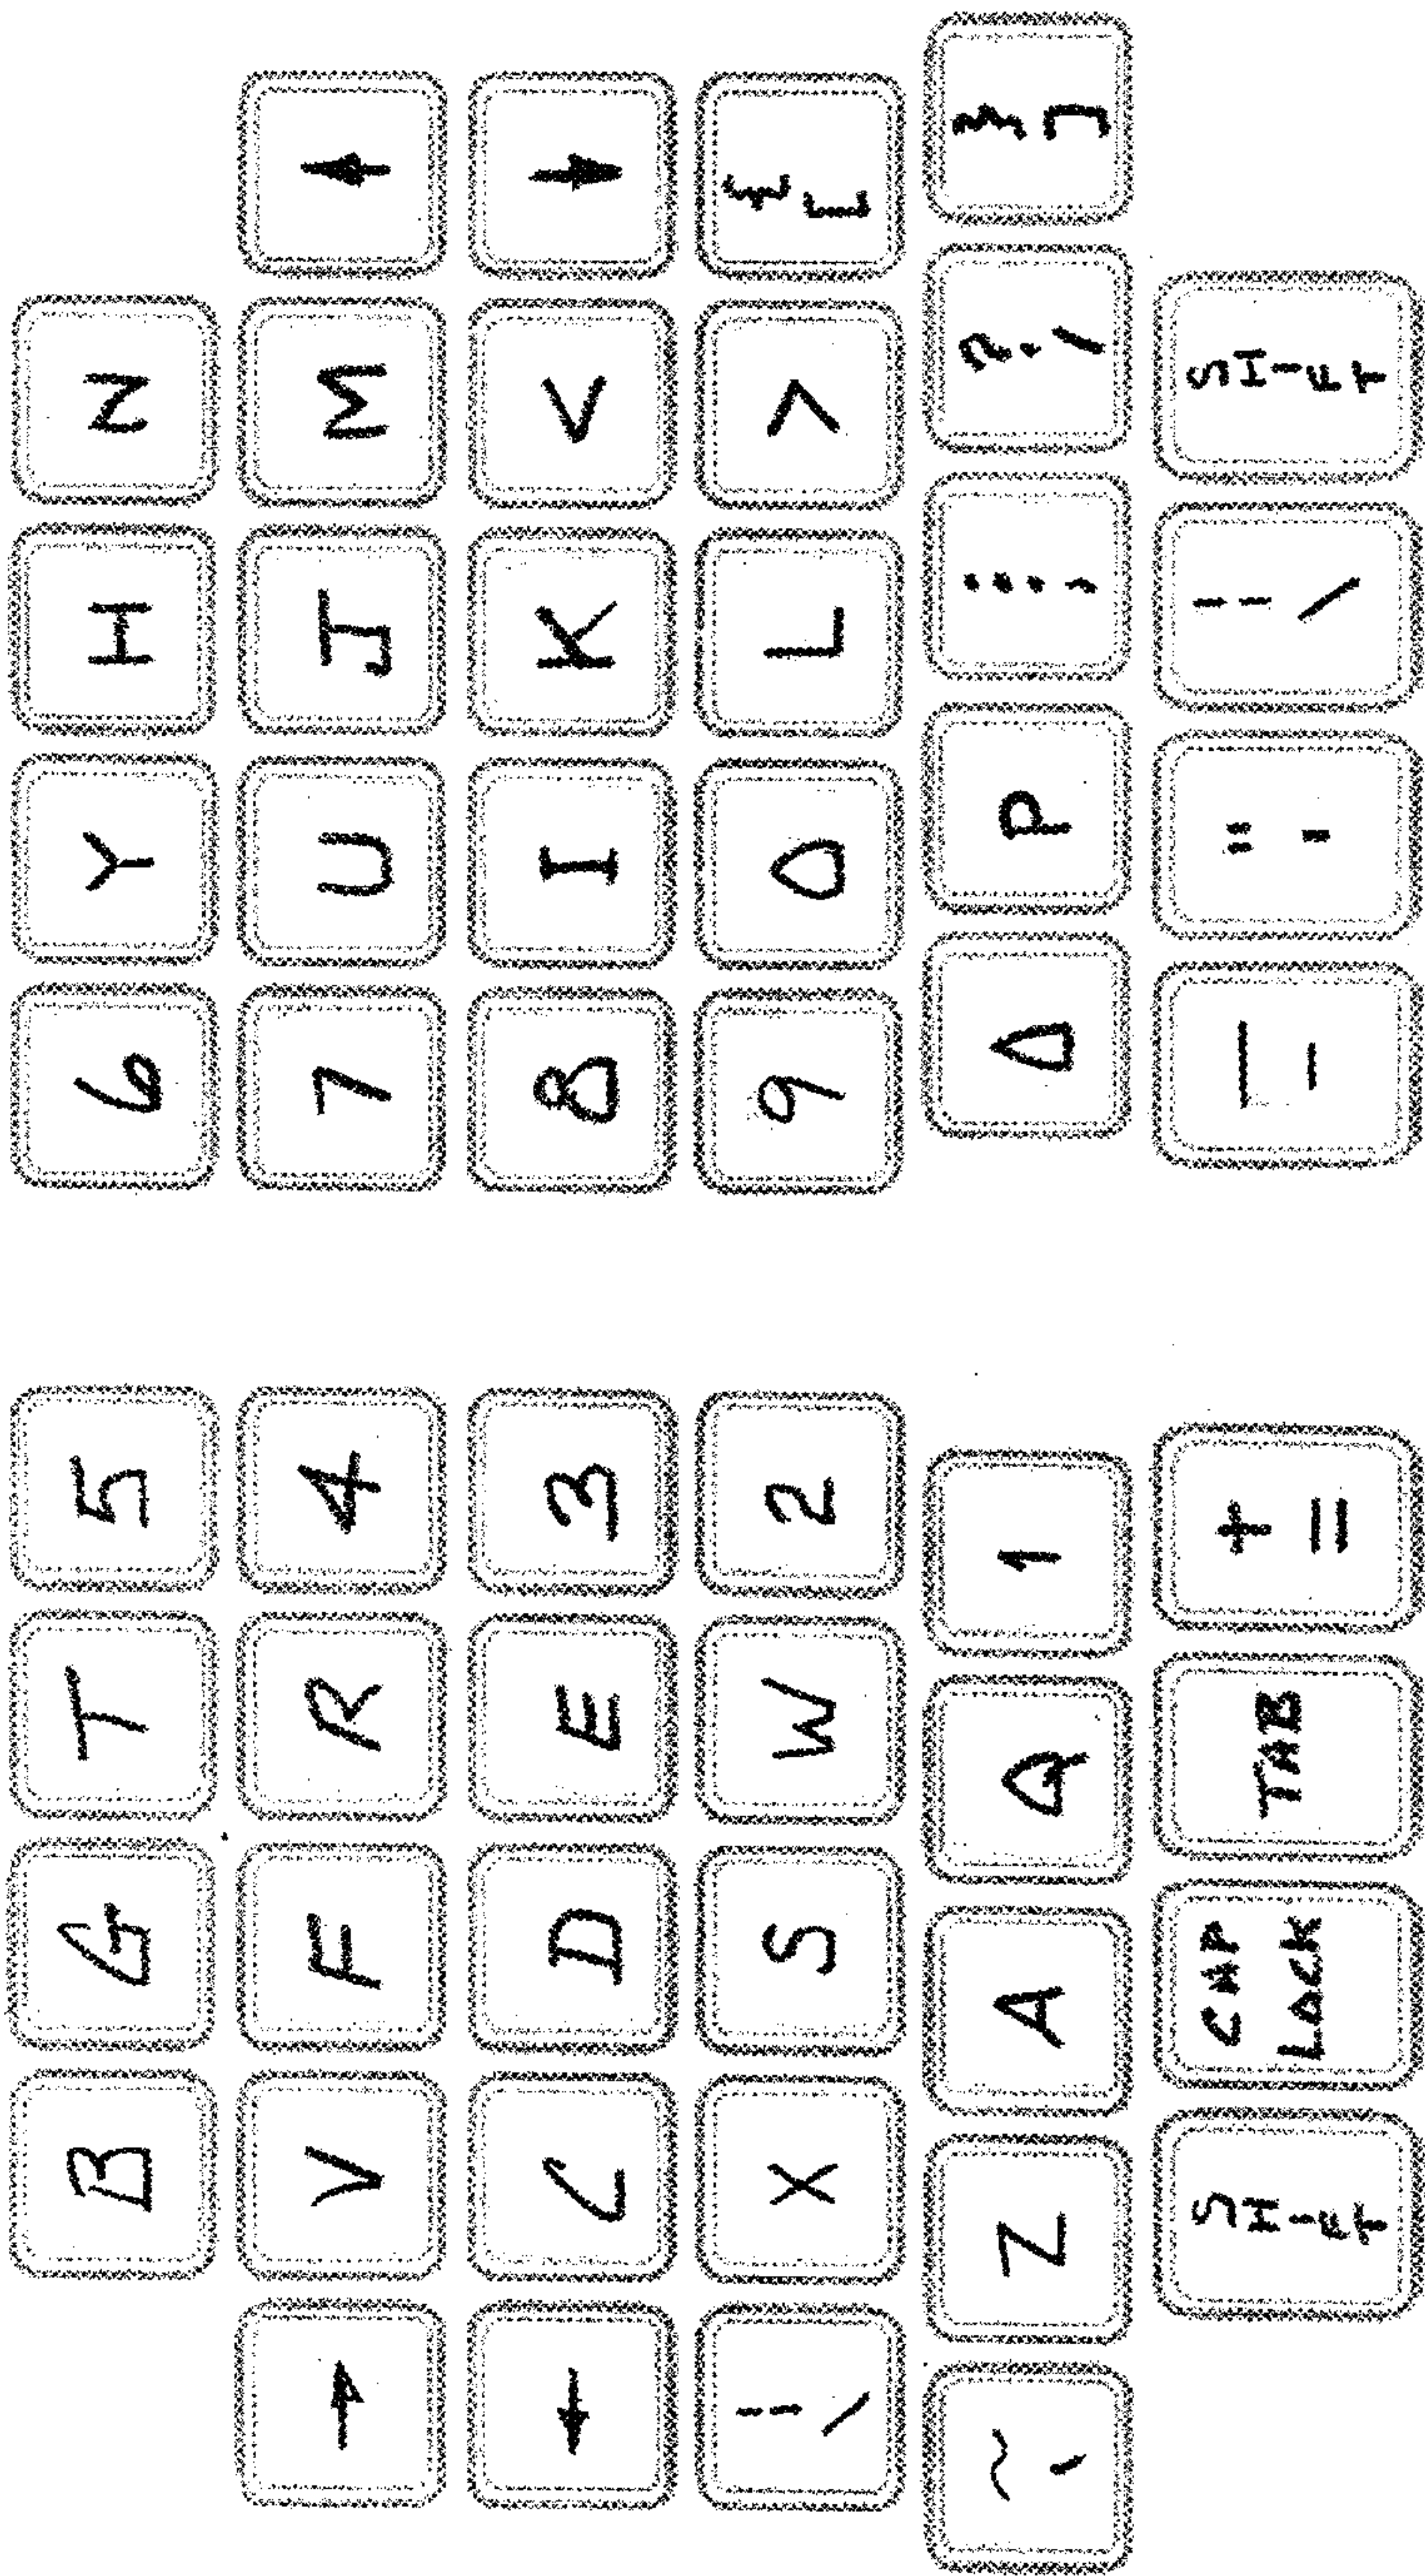 B G T 5 6 Y H N
→ V F R 4 7 U J M ↑
← C D E 3 8 I K < ↓
¦ X S W 2 9 O L > {
\ [
~ Z A Q 1 0 P : ? }
` ; / ]
SHIFT CAP TAB + _ " ¦ SHIFT
LOCK = - ' \